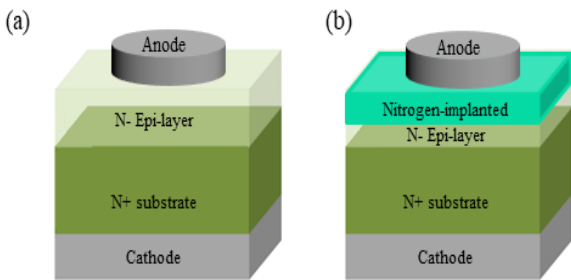 (a)
Anode
N- Epi-layer
N+ substrate
Cathode
(b)
Anode
Nitrogen-implanted
N- Epi-layer
N+ substrate
Cathode